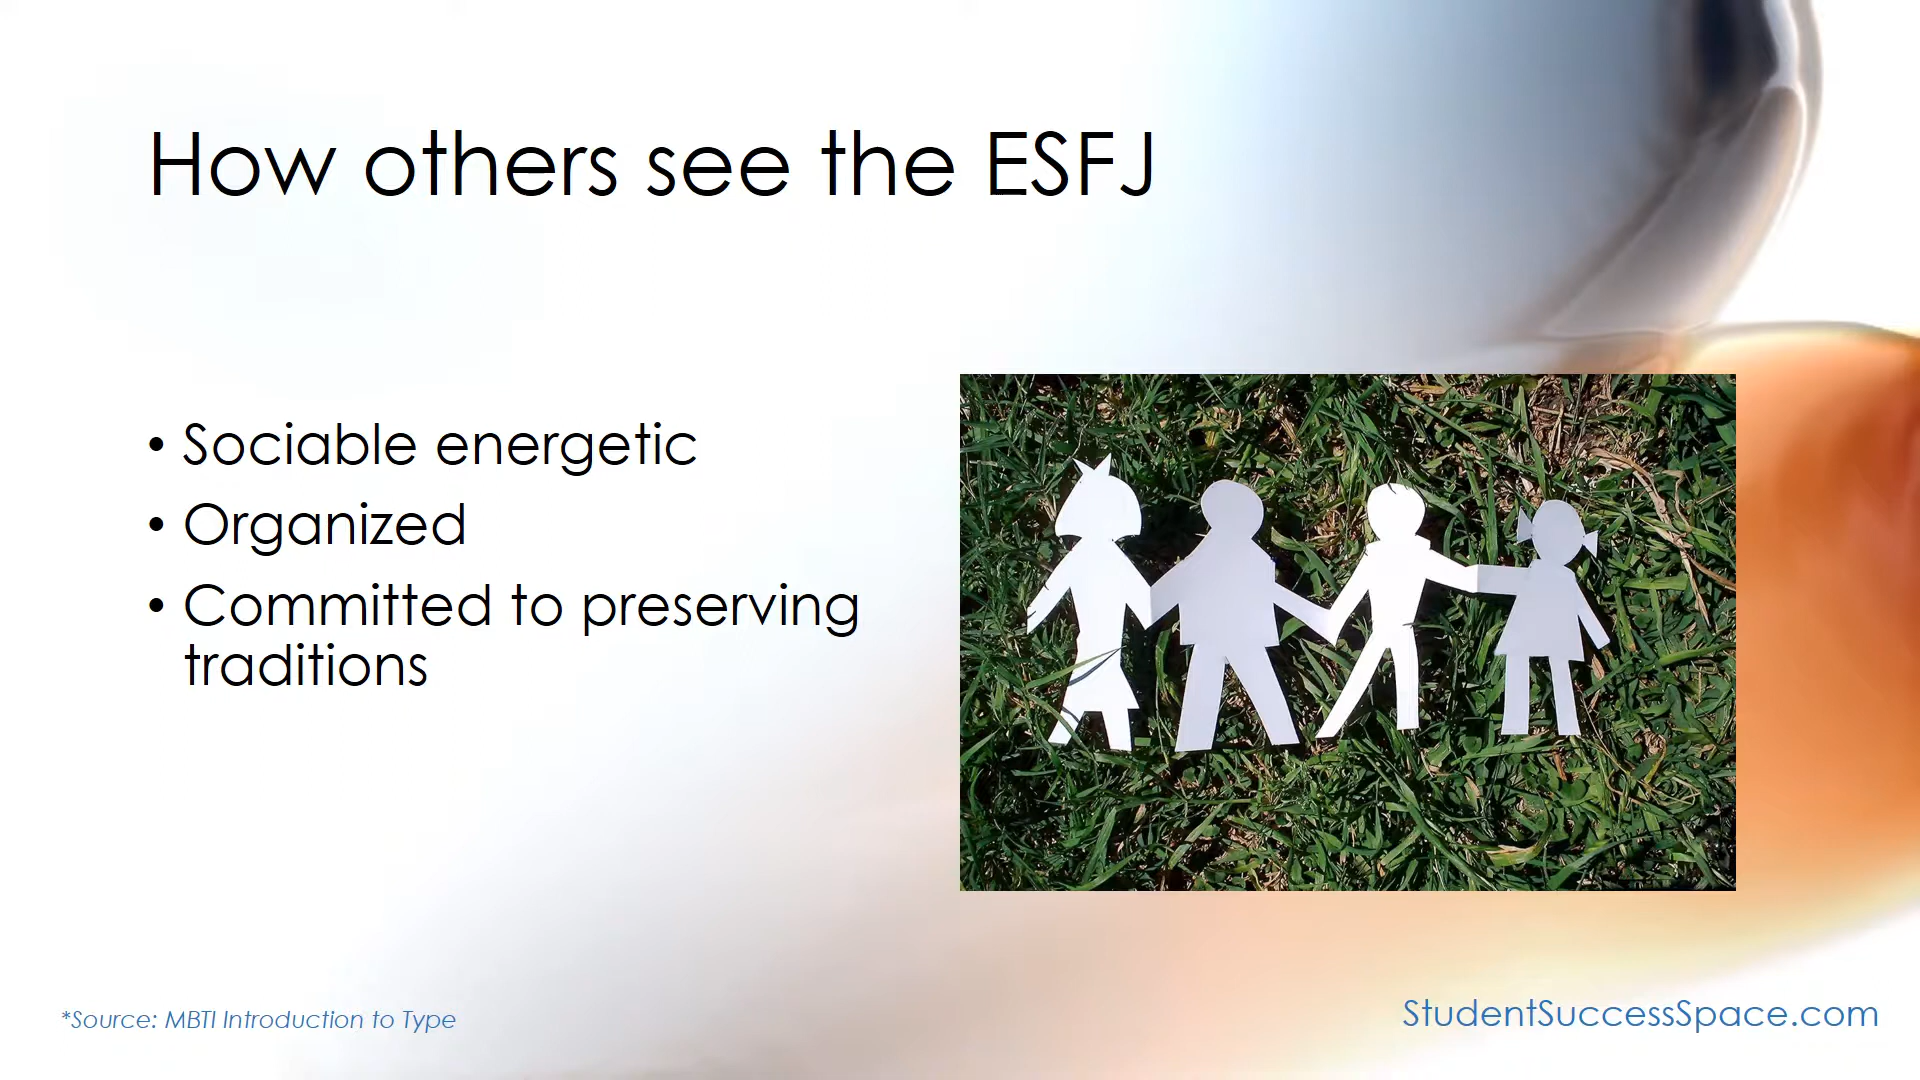 How others see the ESFJ
• Sociable energetic
• Organized
• Committed to preserving
traditions
*Source: MBTI Introduction to Type
StudentSuccessSpace.com